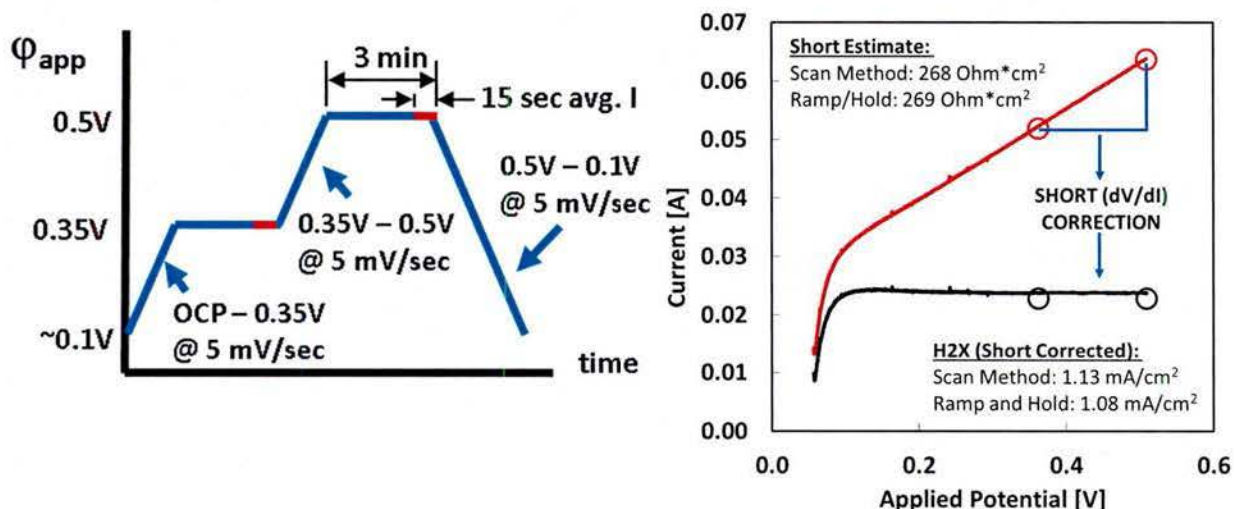 φapp
3 min
15 sec avg. I
0.5V
0.5V – 0.1V
@ 5 mV/sec
0.35V
0.35V – 0.5V
@ 5 mV/sec
OCP – 0.35V
@ 5 mV/sec
~0.1V
time
0.07
0.06
0.05
0.04
0.03
0.02
0.01
0.00
Current [A]
Short Estimate:
Scan Method: 268 Ohm*cm²
Ramp/Hold: 269 Ohm*cm²
SHORT (dV/dI)
CORRECTION
H2X (Short Corrected):
Scan Method: 1.13 mA/cm²
Ramp and Hold: 1.08 mA/cm²
0.0
0.2
0.4
0.6
Applied Potential [V]